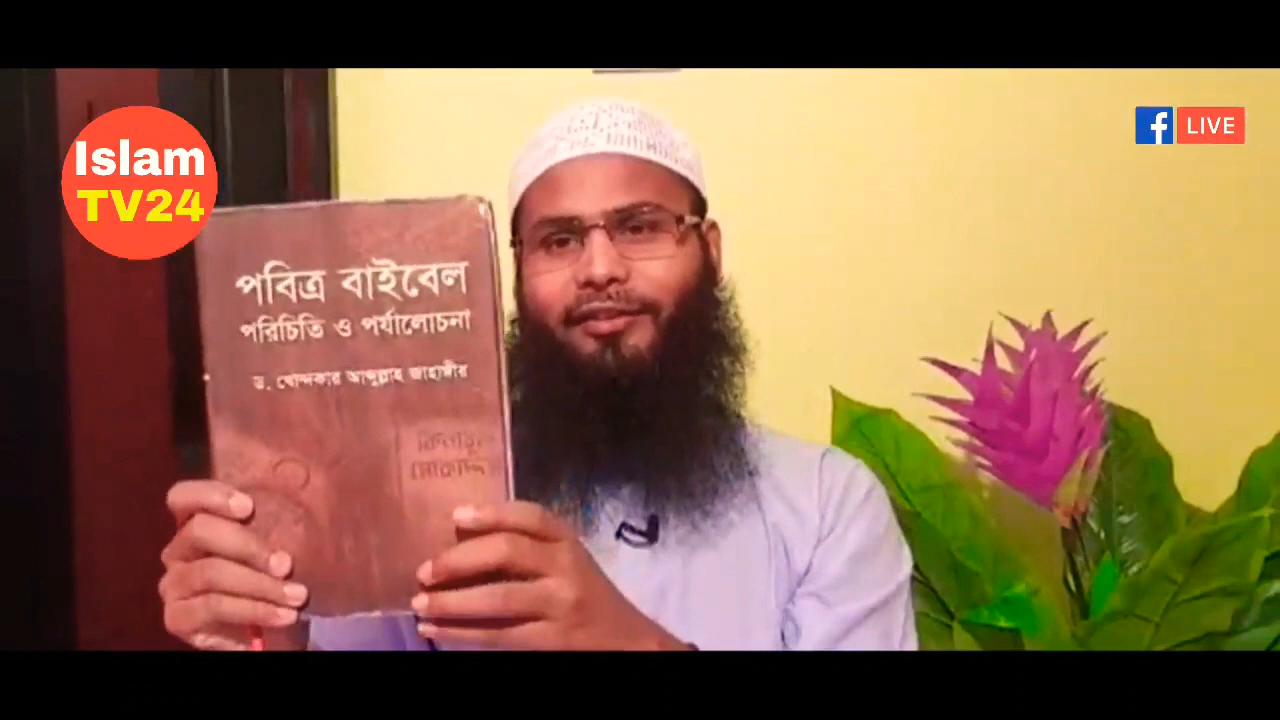 Islam
TV24
LIVE
পবিত্র বাইবেল
পরিচিতি ও পর্যালোচনা
ড. খোন্দকার আব্দুল্লাহ জাহাঙ্গীর